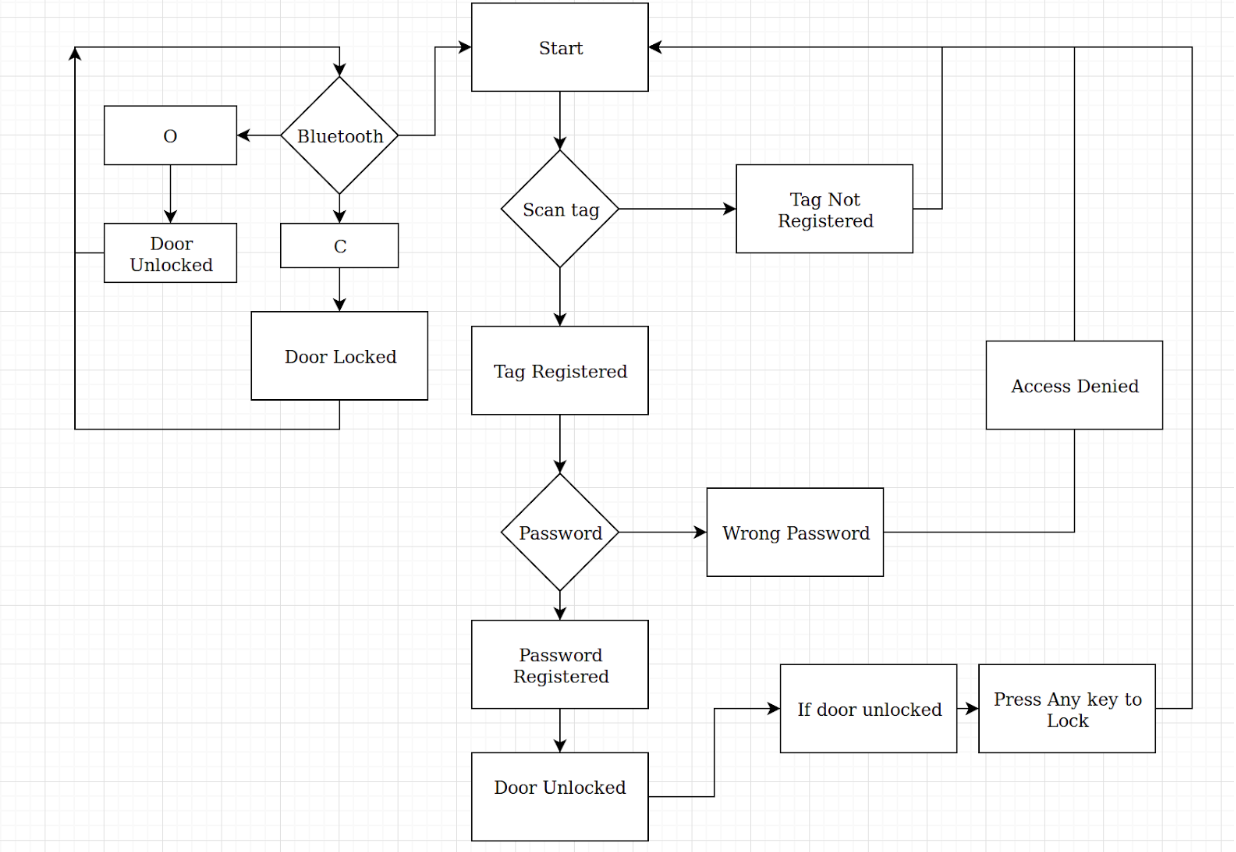 Start
Bluetooth
O
Door
Unlocked
C
Door Locked
Scan tag
Tag Not
Registered
Tag Registered
Access Denied
Password
Wrong Password
Password
Registered
Door Unlocked
If door unlocked
Press Any key to
Lock